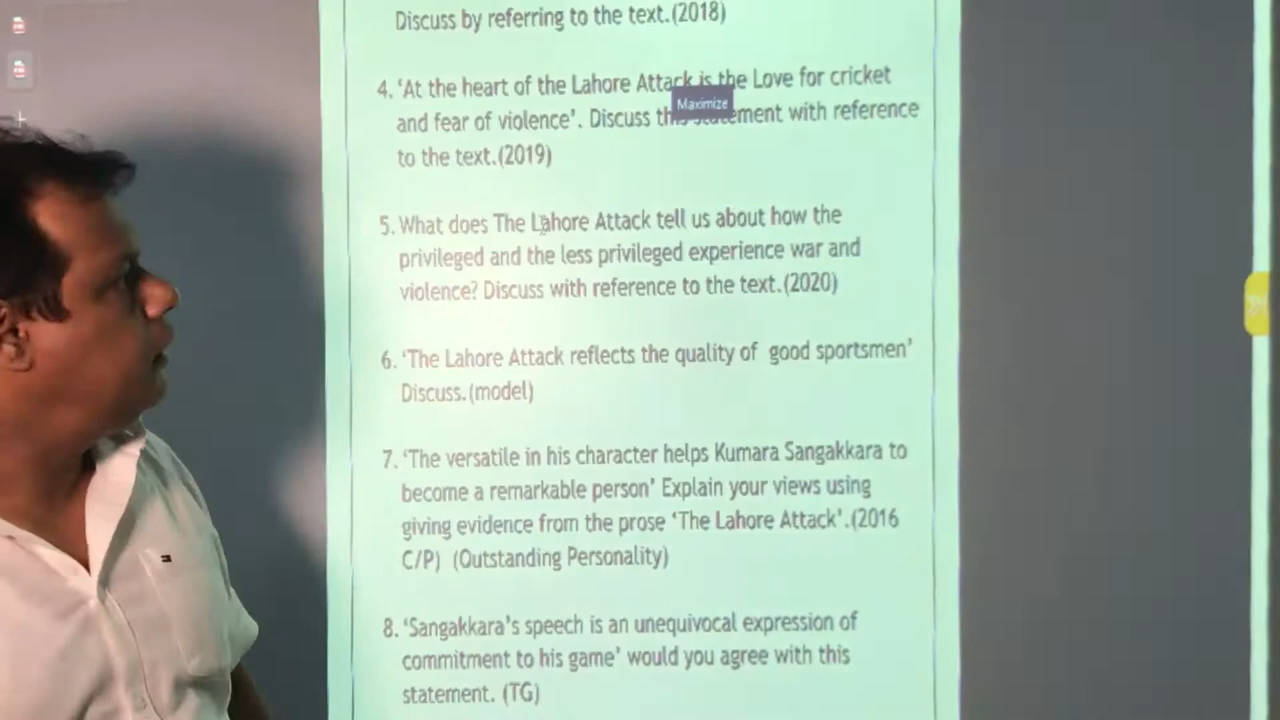 Discuss by referring to the text.(2018)
4. ‘At the heart of the Lahore Attack is the Love for cricket
Maximize
and fear of violence’. Discuss this statement with reference
to the text.(2019)
5. What does The Lahore Attack tell us about how the
privileged and the less privileged experience war and
violence? Discuss with reference to the text.(2020)
6. ‘The Lahore Attack reflects the quality of good sportsmen’
Discuss.(model)
7. ‘The versatile in his character helps Kumara Sangakkara to
become a remarkable person’ Explain your views using
giving evidence from the prose ‘The Lahore Attack’.(2016
C/P) (Outstanding Personality)
8. ‘Sangakkara’s speech is an unequivocal expression of
commitment to his game’ would you agree with this
statement. (TG)